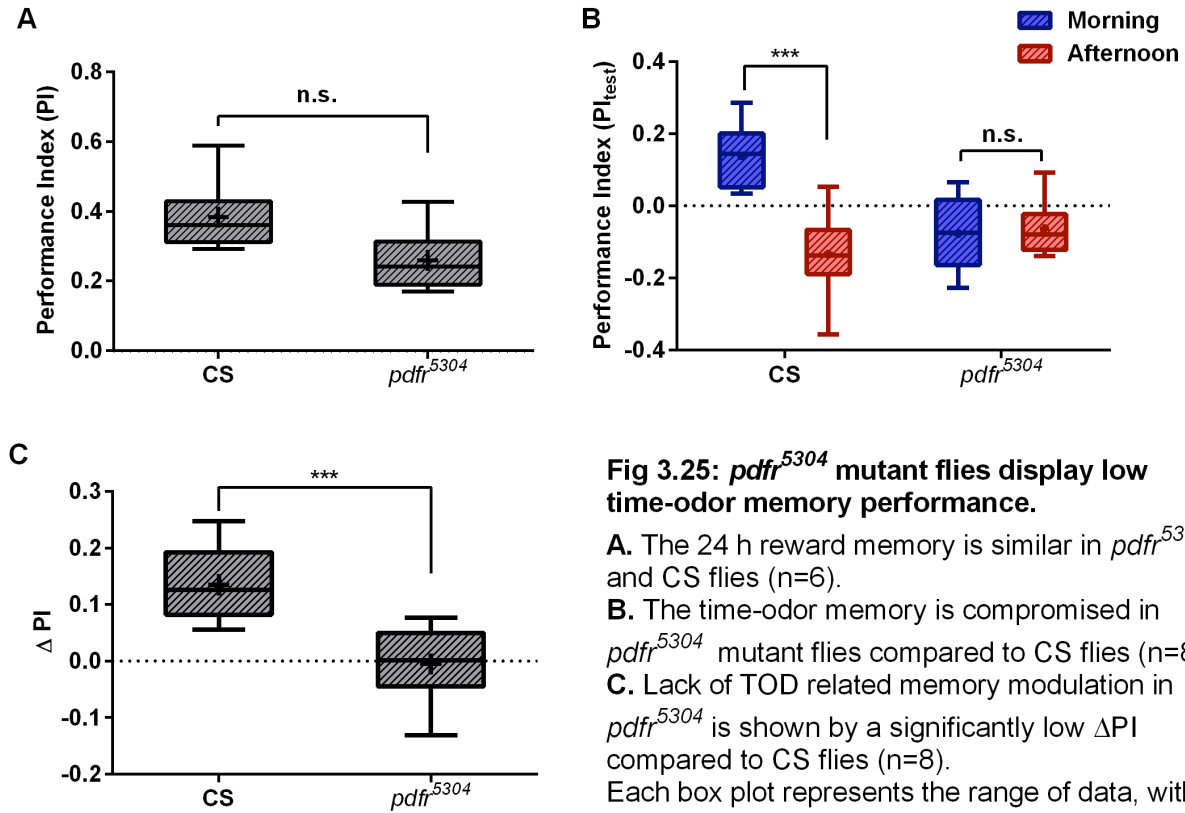 A
Performance Index (PI)
0.8
0.6
0.4
0.2
0.0
n.s.
CS
pdfr5304
B
Morning
Afternoon
Performance Index (PItest)
0.4
0.2
0.0
-0.2
-0.4
***
n.s.
CS
pdfr5304
C
Δ PI
0.3
0.2
0.1
0.0
-0.1
-0.2
***
CS
pdfr5304
Fig 3.25: pdfr5304 mutant flies display low
time-odor memory performance.
A. The 24 h reward memory is similar in
and CS flies (n=6).
B. The time-odor memory is compromised in
pdfr5304 mutant flies compared to CS flies
C. Lack of TOD related memory modulation in
pdfr5304 is shown by a significantly low ΔPI
compared to CS flies (n=8).
Each box plot represents the range of data,